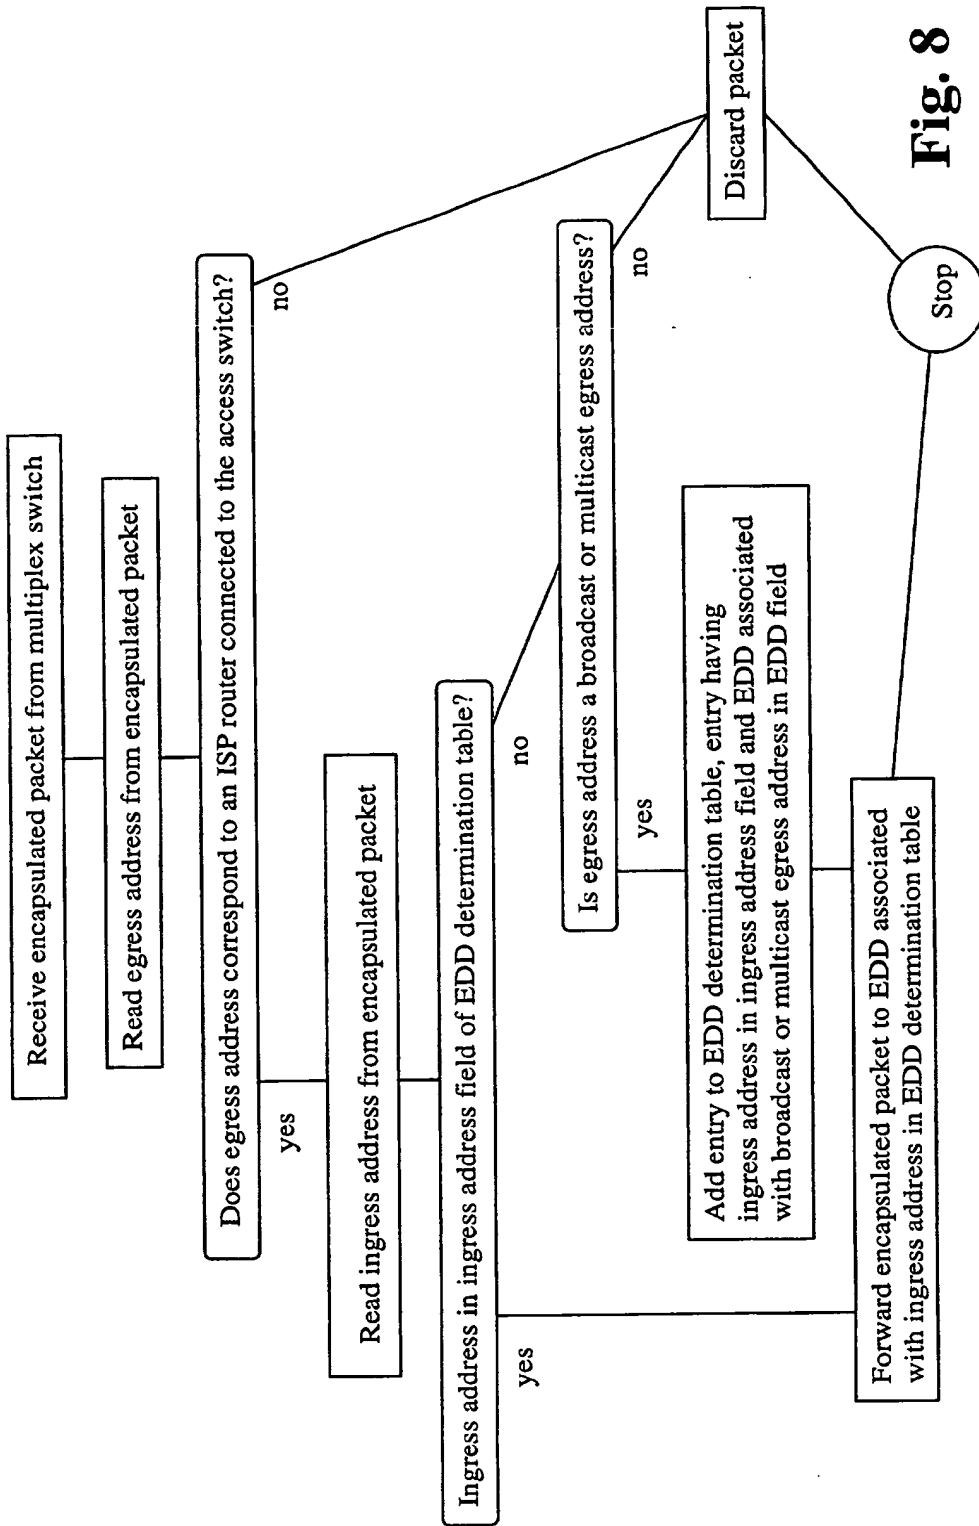 Receive encapsulated packet from multiplex switch
Read egress address from encapsulated packet
Does egress address correspond to an ISP router connected to the access switch?
yes
no
Read ingress address from encapsulated packet
Ingress address in ingress address field of EDD determination table?
yes
no
Is egress address a broadcast or multicast egress address?
yes
no
Add entry to EDD determination table, entry having
ingress address in ingress address field and EDD associated
with broadcast or multicast egress address in EDD field
Discard packet
Forward encapsulated packet to EDD associated
with ingress address in EDD determination table
Stop
Fig. 8